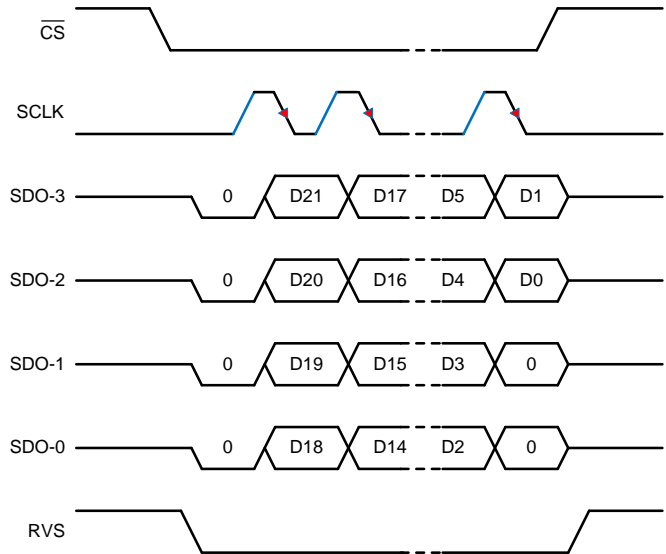 CS
SCLK
SDO-3 0 D21 D17 D5 D1
SDO-2 0 D20 D16 D4 D0
SDO-1 0 D19 D15 D3 0
SDO-0 0 D18 D14 D2 0
RVS